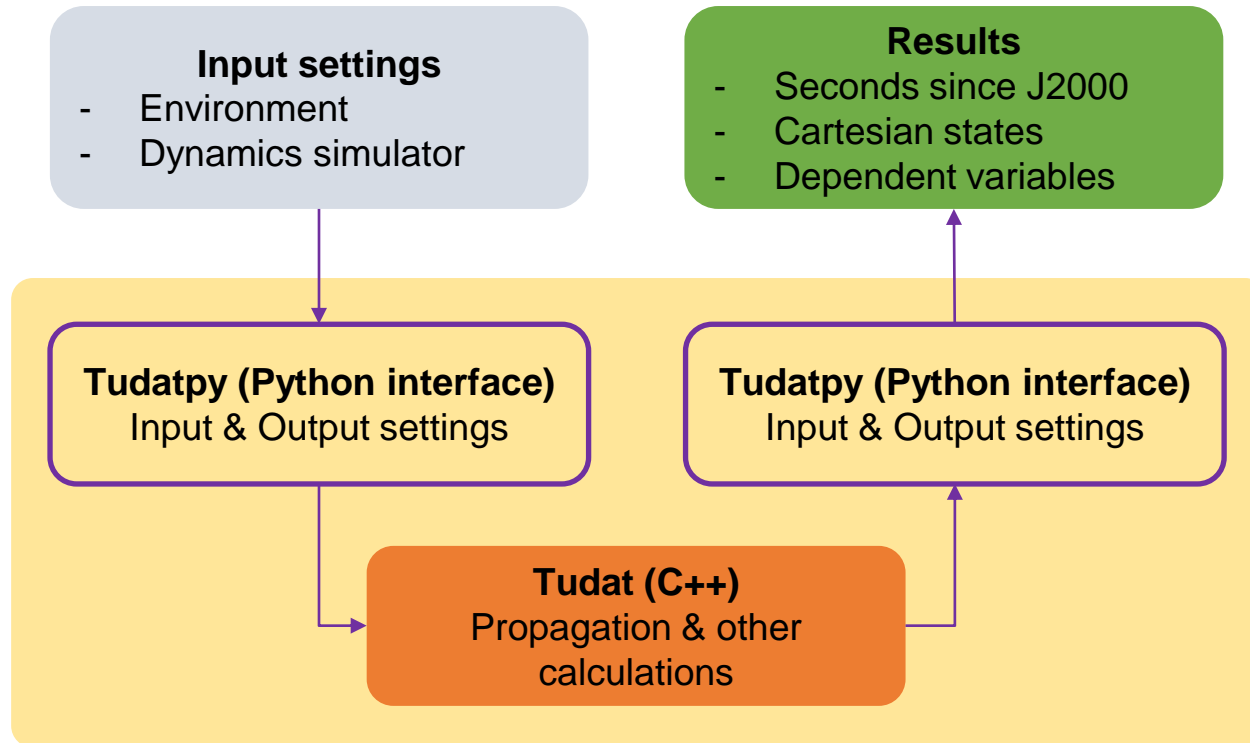 Input settings
- Environment
- Dynamics simulator
Results
- Seconds since J2000
- Cartesian states
- Dependent variables
Tudatpy (Python interface)
Input & Output settings
Tudatpy (Python interface)
Input & Output settings
Tudat (C++)
Propagation & other
calculations